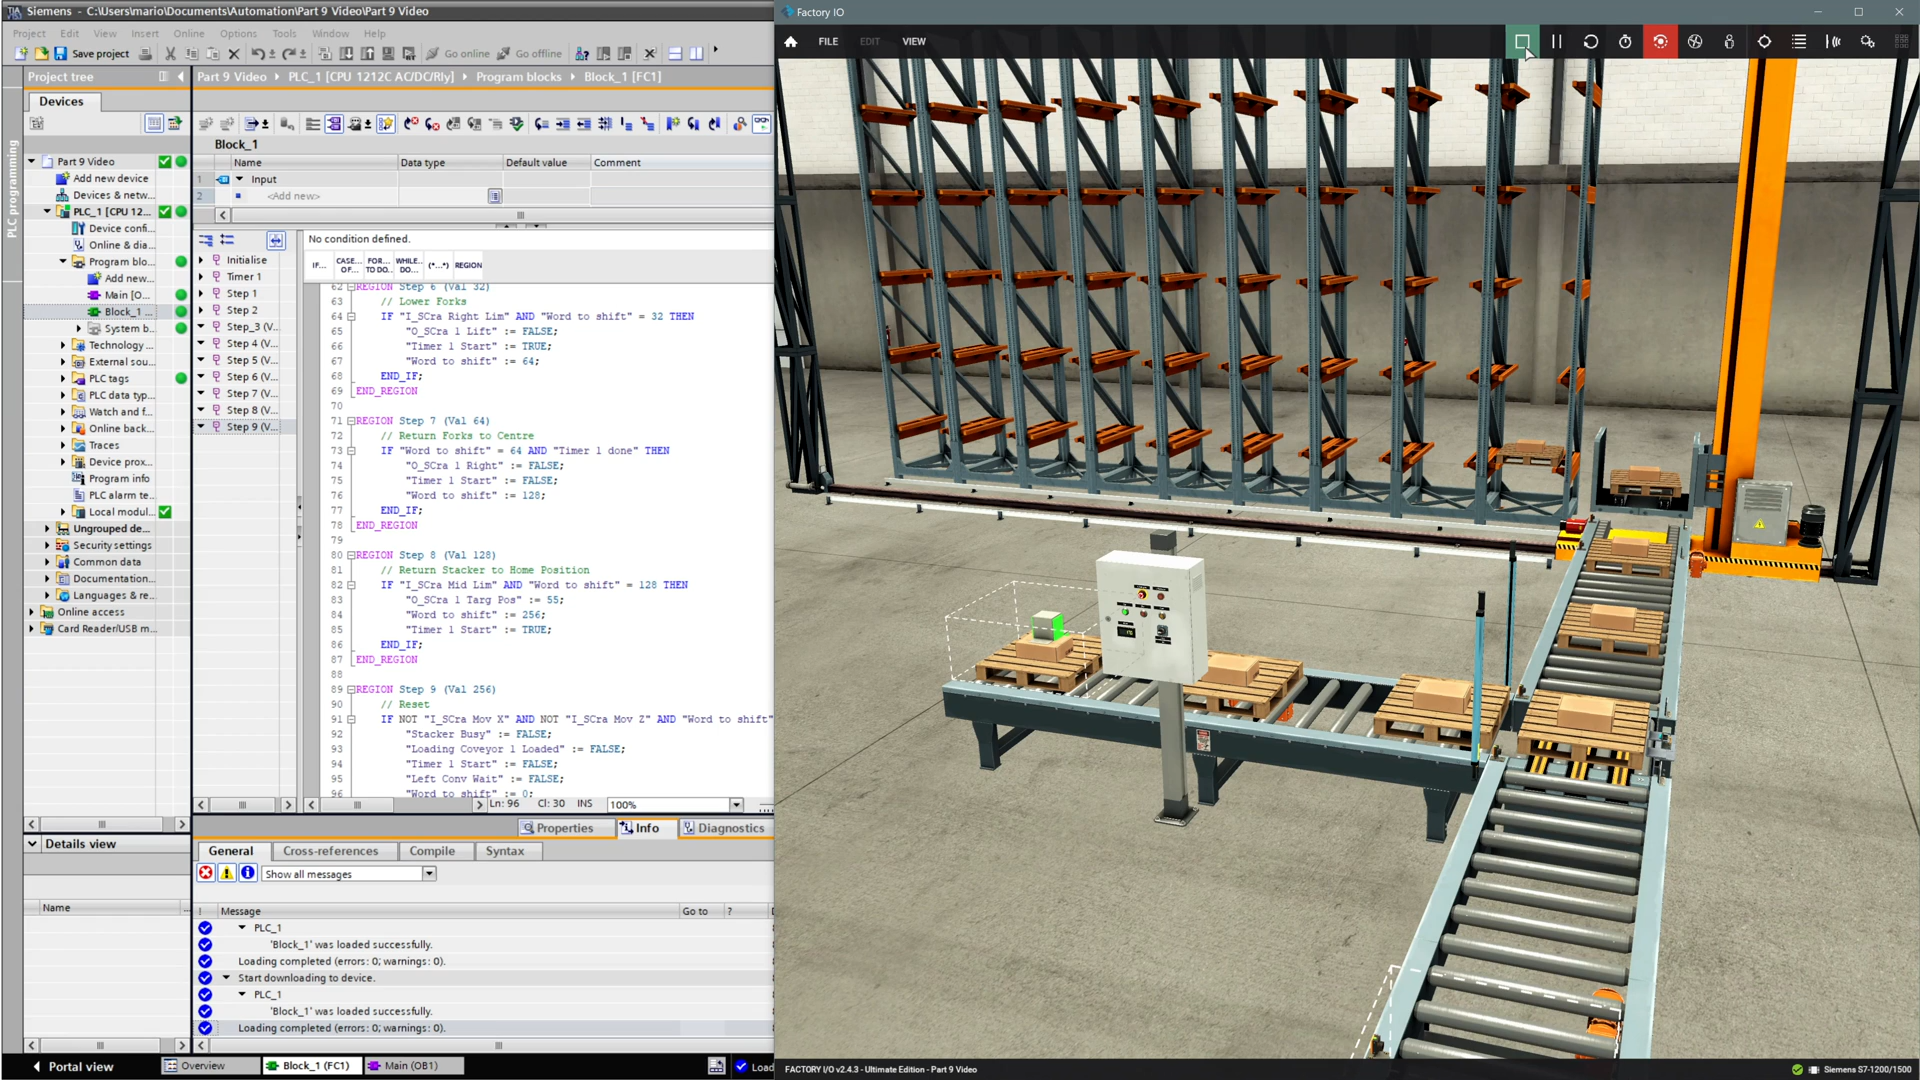 Siemens - C:\Users\mario\Documents\Automation\Part 9 Video\Part 9 Video
Project Edit View Insert Online Options Tools Window Help
Save project Go online Go offline
Project tree
Part 9 Video PLC_1 [CPU 1212C AC/DC/Rly] Program blocks Block_1 [FC1]
Devices
PLC programming
Part 9 Video
Add new device
Devices & netw...
PLC_1 [CPU 12...
Device confi...
Online & dia...
Program blo...
Add new...
Main [O...
Block_1 ...
System b...
Technology ...
External sou...
PLC tags
PLC data typ...
Watch and f...
Online back...
Traces
Device prox...
Program info
PLC alarm te...
Local modul...
Ungrouped de...
Security settings
Common data
Documentation...
Languages & re...
Online access
Card Reader/USB m...
Details view
Name
Portal view
Block_1
Name Data type Default value Comment
1 Input
2 <Add new>
Initialise
Timer 1
Step 1
Step 2
Step_3 (V...
Step 4 (V...
Step 5 (V...
Step 6 (V...
Step 7 (V...
Step 8 (V...
Step 9 (V...
No condition defined.
IF... CASE... OF... FOR... TO DO... WHILE... DO... (*...*) REGION
62 REGION Step 6 (Val 32)
63 // Lower Forks
64 IF "I_SCra Right Lim" AND "Word to shift" = 32 THEN
65 "O_SCra 1 Lift" := FALSE;
66 "Timer 1 Start" := TRUE;
67 "Word to shift" := 64;
68 END_IF;
69 END_REGION
70
71 REGION Step 7 (Val 64)
72 // Return Forks to Centre
73 IF "Word to shift" = 64 AND "Timer 1 done" THEN
74 "O_SCra 1 Right" := FALSE;
75 "Timer 1 Start" := FALSE;
76 "Word to shift" := 128;
77 END_IF;
78 END_REGION
79
80 REGION Step 8 (Val 128)
81 // Return Stacker to Home Position
82 IF "I_SCra Mid Lim" AND "Word to shift" = 128 THEN
83 "O_SCra 1 Targ Pos" := 55;
84 "Word to shift" := 256;
85 "Timer 1 Start" := TRUE;
86 END_IF;
87 END_REGION
88
89 REGION Step 9 (Val 256)
90 // Reset
91 IF NOT "I_SCra Mov X" AND NOT "I_SCra Mov Z" AND "Word to shift"
92 "Stacker Busy" := FALSE;
93 "Loading Coveyor 1 Loaded" := FALSE;
94 "Timer 1 Start" := FALSE;
95 "Left Conv Wait" := FALSE;
96 "Word to shift" := 0;
Ln: 96 Cl: 30 INS 100%
Properties Info Diagnostics
General Cross-references Compile Syntax
Show all messages
! Message Go to ?
PLC_1
'Block_1' was loaded successfully.
Loading completed (errors: 0; warnings: 0).
Start downloading to device.
PLC_1
'Block_1' was loaded successfully.
Loading completed (errors: 0; warnings: 0).
Overview Block_1 (FC1) Main (OB1) Load
Factory IO
FILE EDIT VIEW
FACTORY I/O v2.4.3 - Ultimate Edition - Part 9 Video
Siemens S7-1200/1500